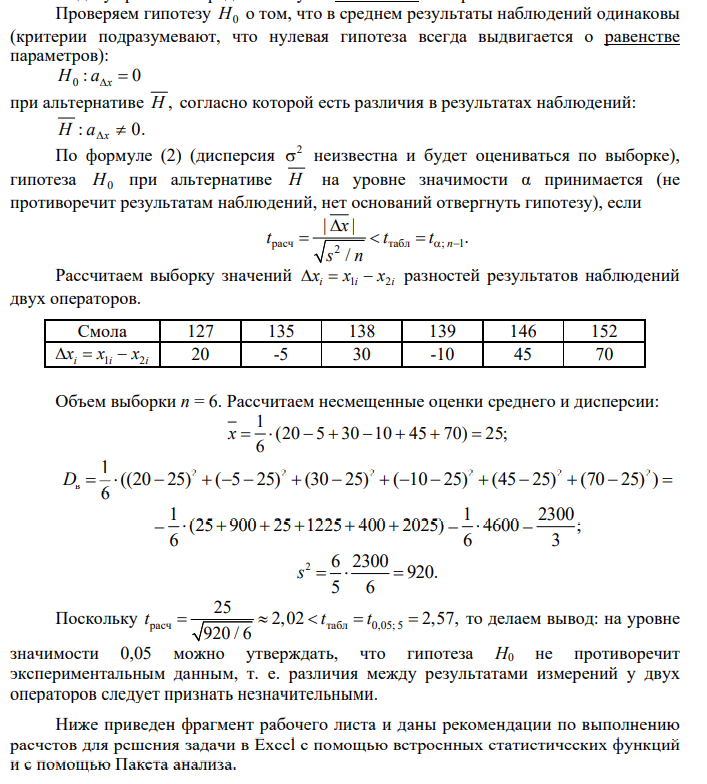 Проверяем гипотезу H₀ о том, что в среднем результаты наблюдений одинаковы
(критерии подразумевают, что нулевая гипотеза всегда выдвигается о равенстве
параметров):
H₀ : a_Δx = 0
при альтернативе H̅, согласно которой есть различия в результатах наблюдений:
H̅ : a_Δx ≠ 0.
По формуле (2) (дисперсия σ² неизвестна и будет оцениваться по выборке),
гипотеза H₀ при альтернативе H̅ на уровне значимости α принимается (не
противоречит результатам наблюдений, нет оснований отвергнуть гипотезу), если
t_расч = |Δx̅| / √(s² / n) < t_табл = t_α; n−1.
Рассчитаем выборку значений Δxᵢ = x₁ᵢ − x₂ᵢ разностей результатов наблюдений
двух операторов.
Смола 127 135 138 139 146 152
Δxᵢ = x₁ᵢ − x₂ᵢ 20 -5 30 -10 45 70
Объем выборки n = 6. Рассчитаем несмещенные оценки среднего и дисперсии:
x̅ = 1/6 · (20 − 5 + 30 − 10 + 45 + 70) = 25;
D_в = 1/6 · ((20 − 25)² + (−5 − 25)² + (30 − 25)² + (−10 − 25)² + (45 − 25)² + (70 − 25)²) =
− 1/6 · (25 + 900 + 25 + 1225 + 400 + 2025) − 1/6 · 4600 − 2300/3;
s² = 6/5 · 2300/6 = 920.
Поскольку t_расч = 25 / √(920 / 6) ≈ 2,02 < t_табл = t_0,05; 5 = 2,57, то делаем вывод: на уровне
значимости 0,05 можно утверждать, что гипотеза H₀ не противоречит
экспериментальным данным, т. е. различия между результатами измерений у двух
операторов следует признать незначительными.
Ниже приведен фрагмент рабочего листа и даны рекомендации по выполнению
расчетов для решения задачи в Excel с помощью встроенных статистических функций
и с помощью Пакета анализа.